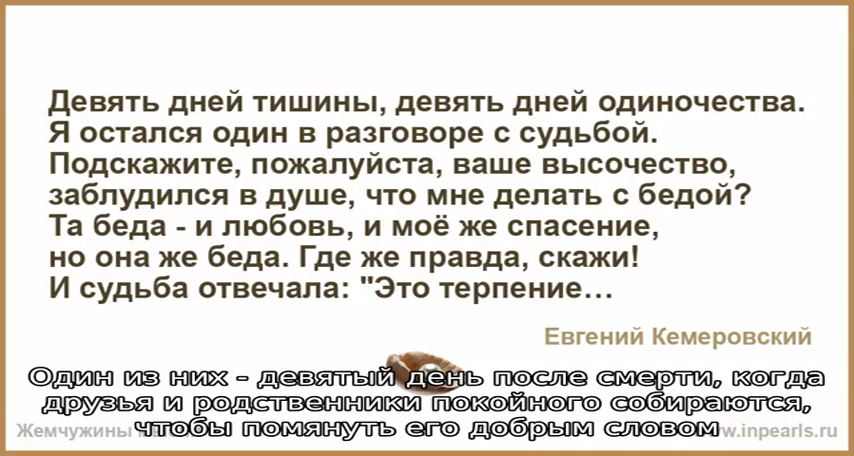 Девять дней тишины, девять дней одиночества.
Я остался один в разговоре с судьбой.
Подскажите, пожалуйста, ваше высочество,
заблудился в душе, что мне делать с бедой?
Та беда - и любовь, и моё же спасение,
но она же беда. Где же правда, скажи!
И судьба отвечала: "Это терпение...
Евгений Кемеровский
Один из них - девятый день после смерти, когда
друзья и родственники покойного собираются,
чтобы помянуть его добрым словом
Жемчужины www.inpearls.ru